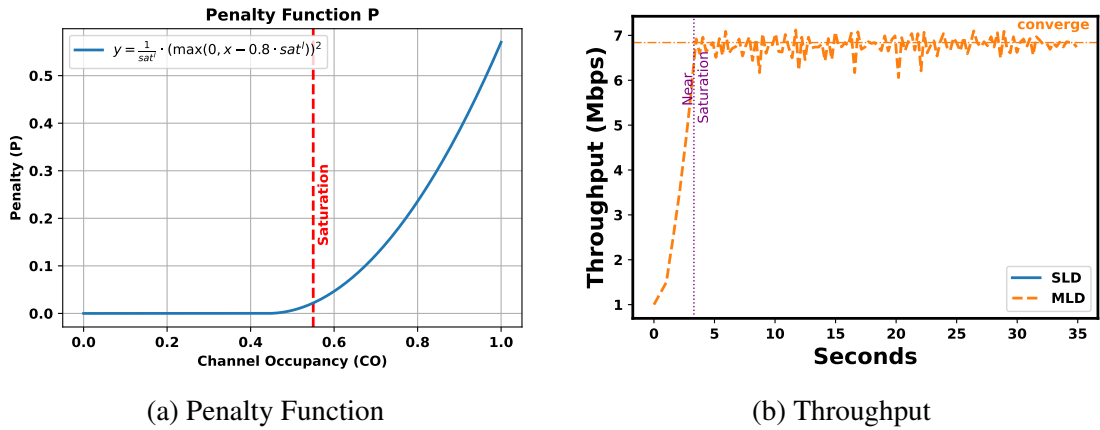 Penalty Function P
y = 1/sat^l · (max(0, x − 0.8 · sat^l))²
Saturation
Penalty (P)
0.5
0.4
0.3
0.2
0.1
0.0
0.0 0.2 0.4 0.6 0.8 1.0
Channel Occupancy (CO)
(a) Penalty Function
converge
Near
Saturation
Throughput (Mbps)
7
6
5
4
3
2
1
SLD
MLD
0 5 10 15 20 25 30 35
Seconds
(b) Throughput